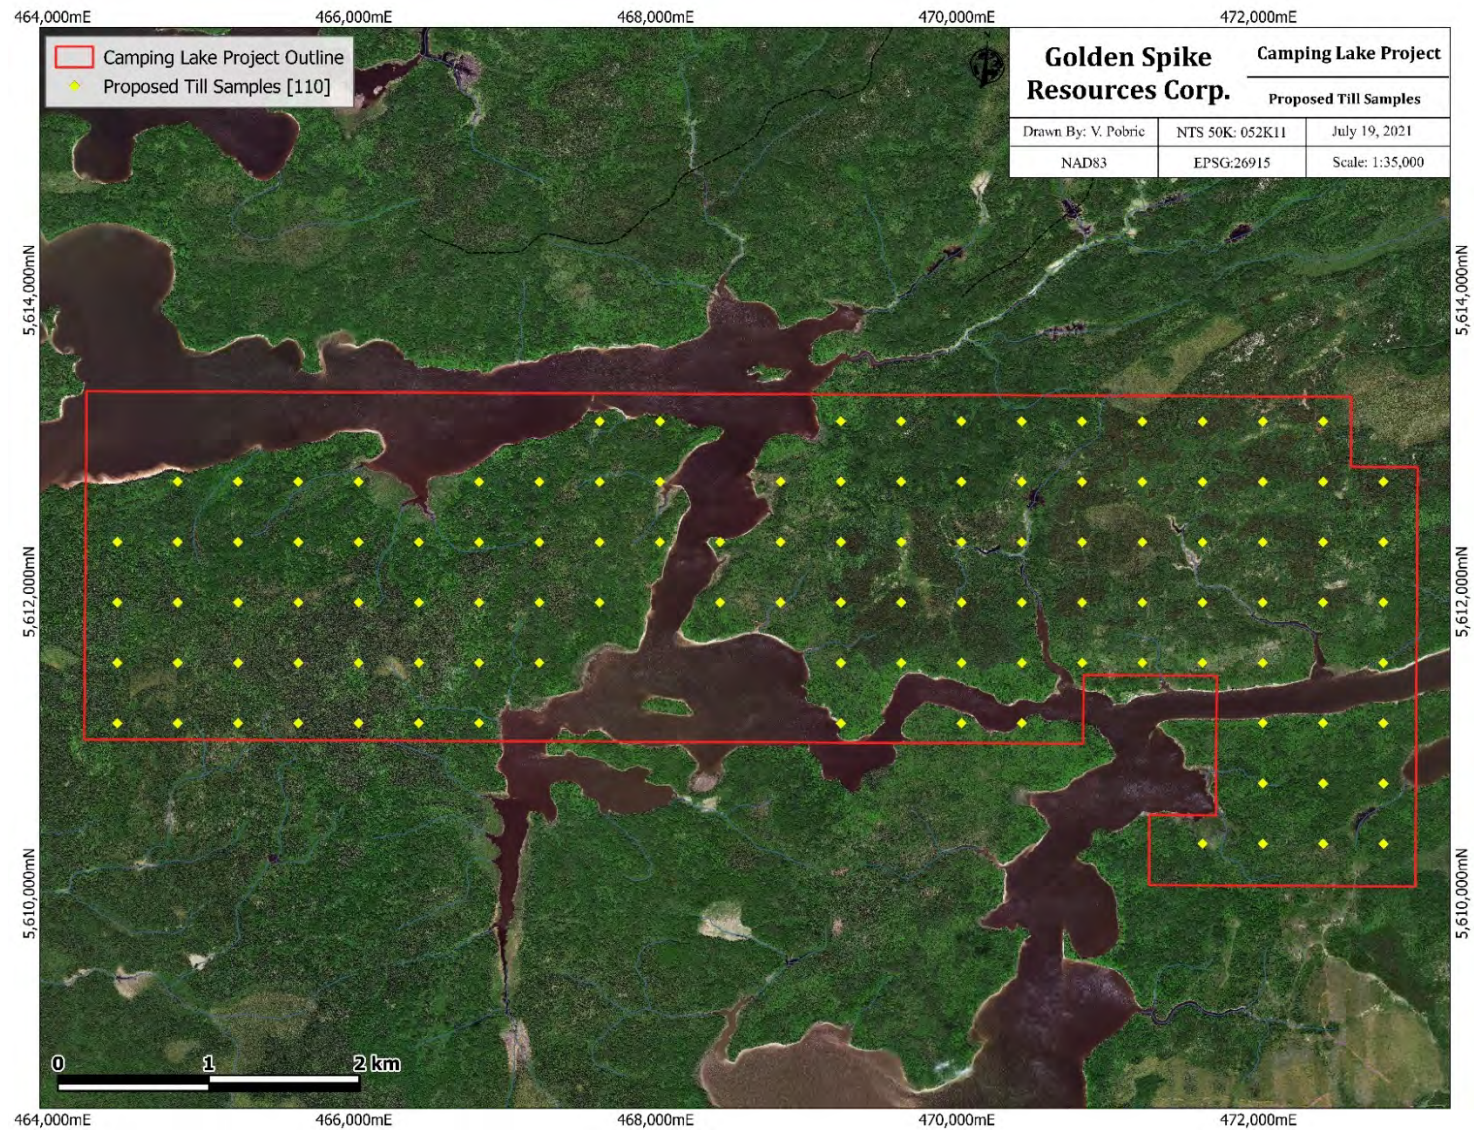 464,000mE 466,000mE 468,000mE 470,000mE 472,000mE
Camping Lake Project Outline
Proposed Till Samples [110]
Golden Spike
Resources Corp.
Camping Lake Project
Proposed Till Samples
Drawn By: V. Pobric NTS 50K: 052K11 July 19, 2021
NAD83 EPSG:26915 Scale: 1:35,000
5,614,000mN 5,614,000mN
5,612,000mN 5,612,000mN
5,610,000mN 5,610,000mN
0 1 2 km
464,000mE 466,000mE 468,000mE 470,000mE 472,000mE